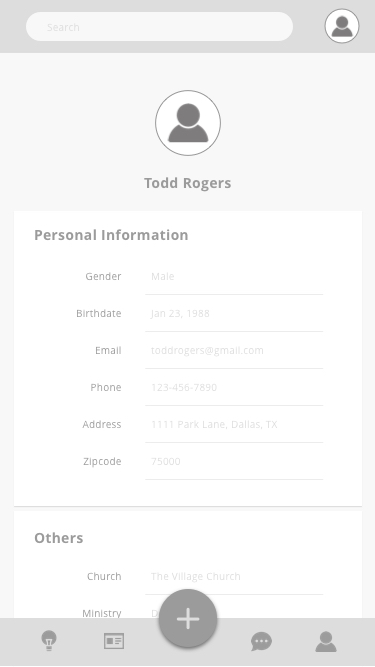 Search
Todd Rogers
Personal Information
Gender Male
Birthdate Jan 23, 1988
Email toddrogers@gmail.com
Phone 123-456-7890
Address 1111 Park Lane, Dallas, TX
Zipcode 75000
Others
Church The Village Church
Ministry